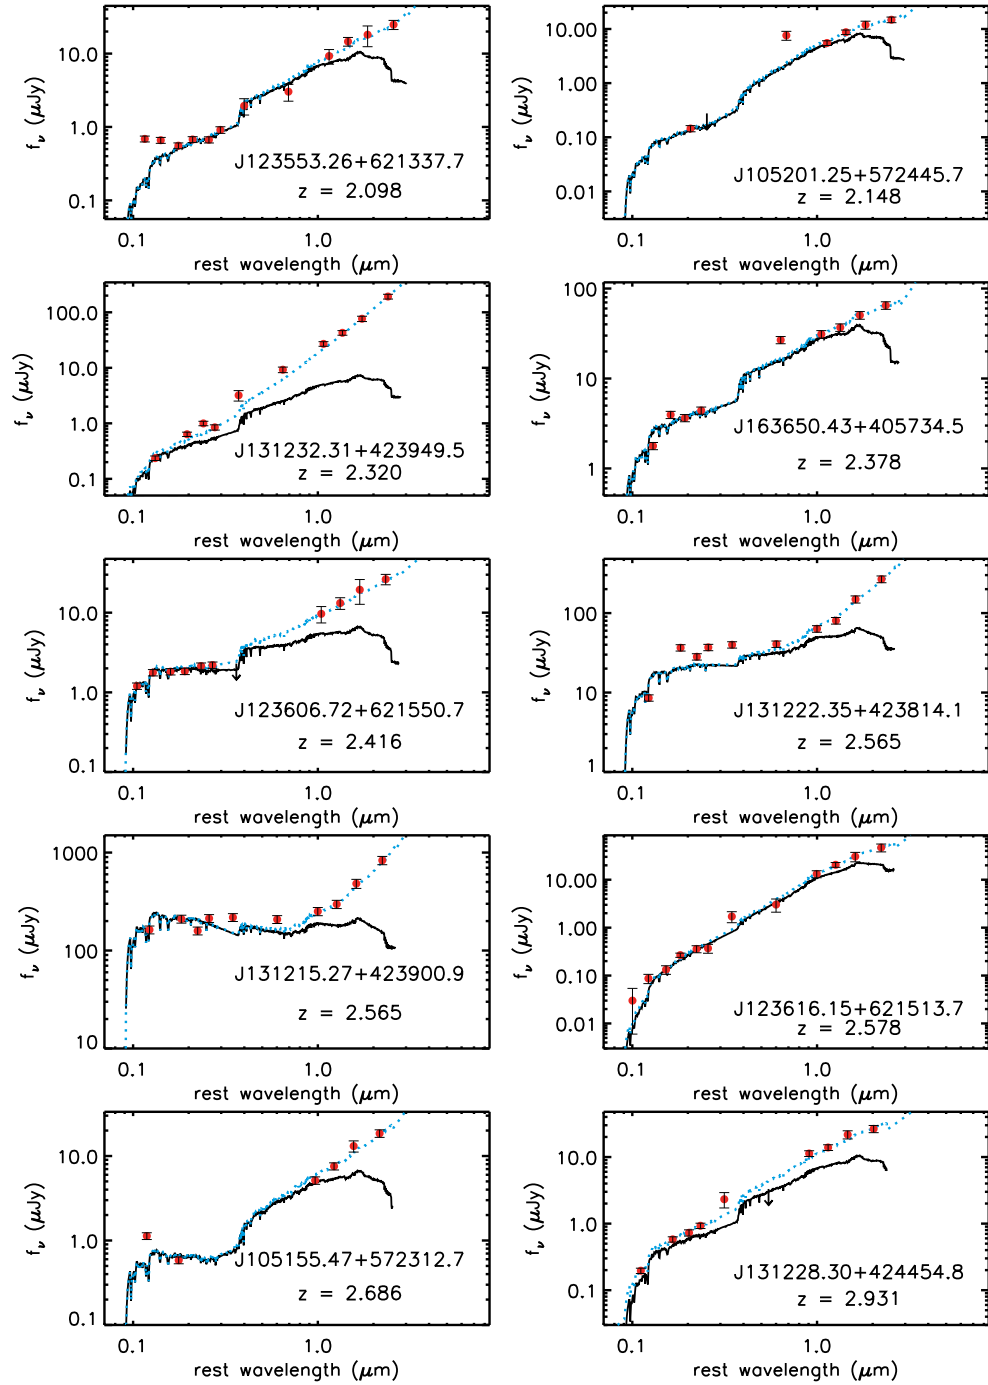 10.0
1.0
0.1
f_ν (μJy)
J123553.26+621337.7
z = 2.098
0.1 1.0
rest wavelength (μm)
10.00
1.00
0.10
0.01
f_ν (μJy)
J105201.25+572445.7
z = 2.148
0.1 1.0
rest wavelength (μm)
100.0
10.0
1.0
0.1
f_ν (μJy)
J131232.31+423949.5
z = 2.320
0.1 1.0
rest wavelength (μm)
100
10
1
f_ν (μJy)
J163650.43+405734.5
z = 2.378
0.1 1.0
rest wavelength (μm)
10.0
1.0
0.1
f_ν (μJy)
J123606.72+621550.7
z = 2.416
0.1 1.0
rest wavelength (μm)
100
10
1
f_ν (μJy)
J131222.35+423814.1
z = 2.565
0.1 1.0
rest wavelength (μm)
1000
100
10
f_ν (μJy)
J131215.27+423900.9
z = 2.565
0.1 1.0
rest wavelength (μm)
10.00
1.00
0.10
0.01
f_ν (μJy)
J123616.15+621513.7
z = 2.578
0.1 1.0
rest wavelength (μm)
10.0
1.0
0.1
f_ν (μJy)
J105155.47+572312.7
z = 2.686
0.1 1.0
rest wavelength (μm)
10.0
1.0
0.1
f_ν (μJy)
J131228.30+424454.8
z = 2.931
0.1 1.0
rest wavelength (μm)